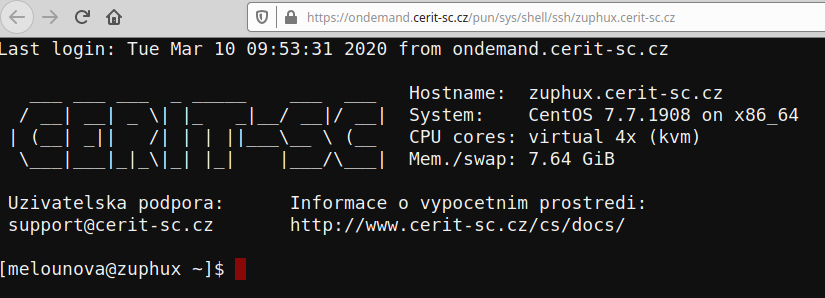 https://ondemand.cerit-sc.cz/pun/sys/shell/ssh/zuphux.cerit-sc.cz
Last login: Tue Mar 10 09:53:31 2020 from ondemand.cerit-sc.cz
CERIT-SC
Hostname: zuphux.cerit-sc.cz
System: CentOS 7.7.1908 on x86_64
CPU cores: virtual 4x (kvm)
Mem./swap: 7.64 GiB
Uzivatelska podpora:
support@cerit-sc.cz
Informace o vypocetnim prostredi:
http://www.cerit-sc.cz/cs/docs/
[melounova@zuphux ~]$